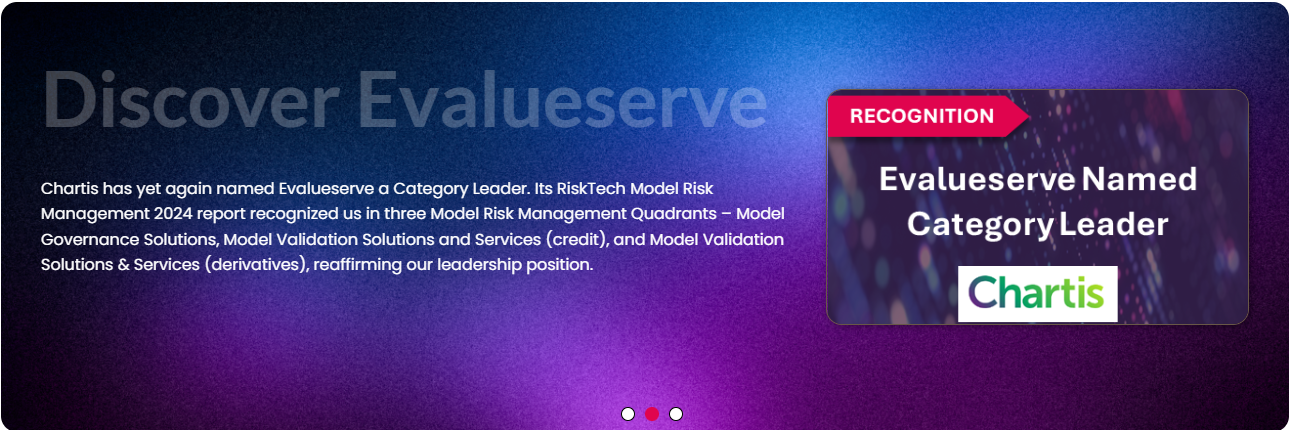 Discover Evalueserve
Chartis has yet again named Evalueserve a Category Leader. Its RiskTech Model Risk
Management 2024 report recognized us in three Model Risk Management Quadrants – Model
Governance Solutions, Model Validation Solutions and Services (credit), and Model Validation
Solutions & Services (derivatives), reaffirming our leadership position.
RECOGNITION
Evalueserve Named
Category Leader
Chartis